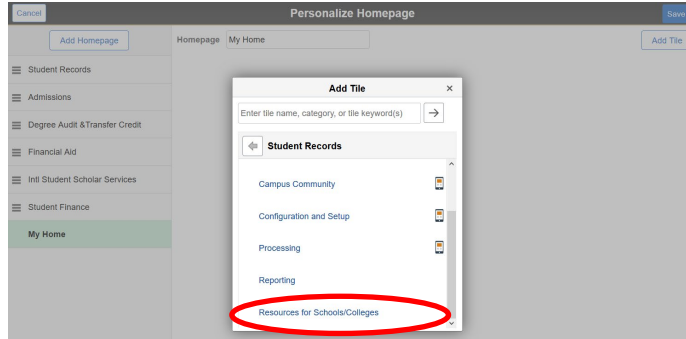 Cancel
Personalize Homepage
Save
Add Homepage
Homepage
My Home
Add Tile
Student Records
Admissions
Degree Audit &Transfer Credit
Financial Aid
Intl Student Scholar Services
Student Finance
My Home
Add Tile
×
Enter tile name, category, or tile keyword(s)
Student Records
Campus Community
Configuration and Setup
Processing
Reporting
Resources for Schools/Colleges